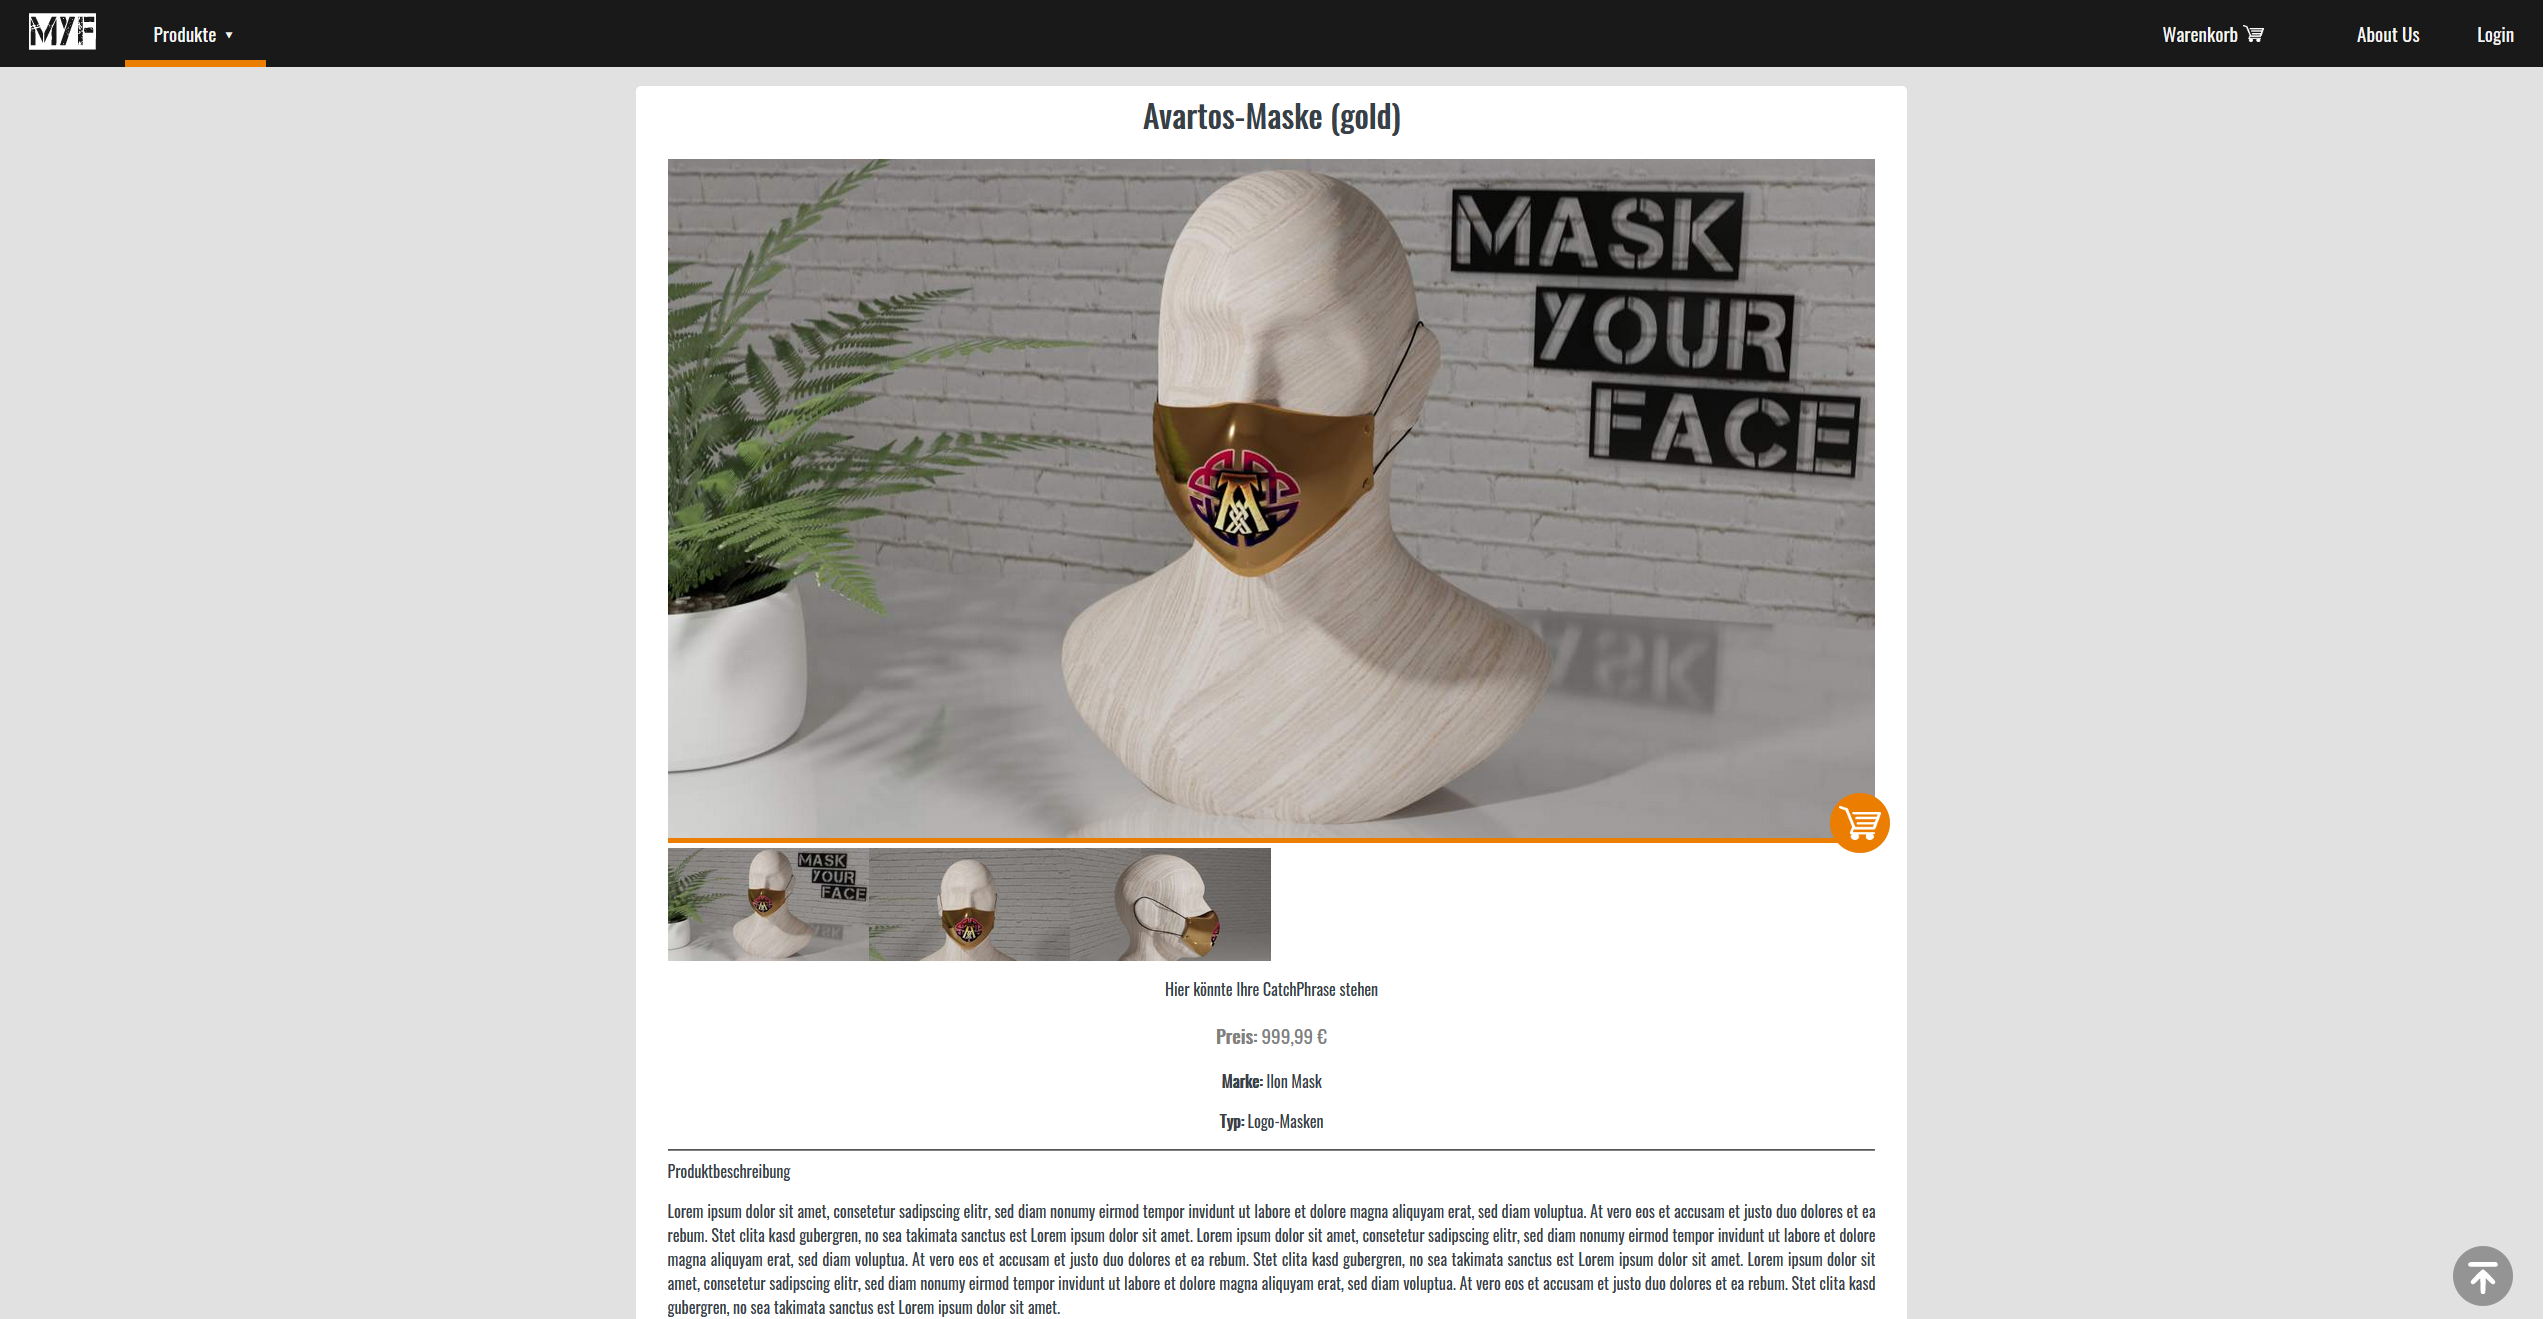 MYF
Produkte ▼
Warenkorb
About Us
Login
Avartos-Maske (gold)
MASK
YOUR
FACE
MASK
YOUR
FACE
Hier könnte Ihre CatchPhrase stehen
Preis: 999,99 €
Marke: Ilon Mask
Typ: Logo-Masken
Produktbeschreibung
Lorem ipsum dolor sit amet, consetetur sadipscing elitr, sed diam nonumy eirmod tempor invidunt ut labore et dolore magna aliquyam erat, sed diam voluptua. At vero eos et accusam et justo duo dolores et ea
rebum. Stet clita kasd gubergren, no sea takimata sanctus est Lorem ipsum dolor sit amet. Lorem ipsum dolor sit amet, consetetur sadipscing elitr, sed diam nonumy eirmod tempor invidunt ut labore et dolore
magna aliquyam erat, sed diam voluptua. At vero eos et accusam et justo duo dolores et ea rebum. Stet clita kasd gubergren, no sea takimata sanctus est Lorem ipsum dolor sit amet. Lorem ipsum dolor sit
amet, consetetur sadipscing elitr, sed diam nonumy eirmod tempor invidunt ut labore et dolore magna aliquyam erat, sed diam voluptua. At vero eos et accusam et justo duo dolores et ea rebum. Stet clita kasd
gubergren, no sea takimata sanctus est Lorem ipsum dolor sit amet.